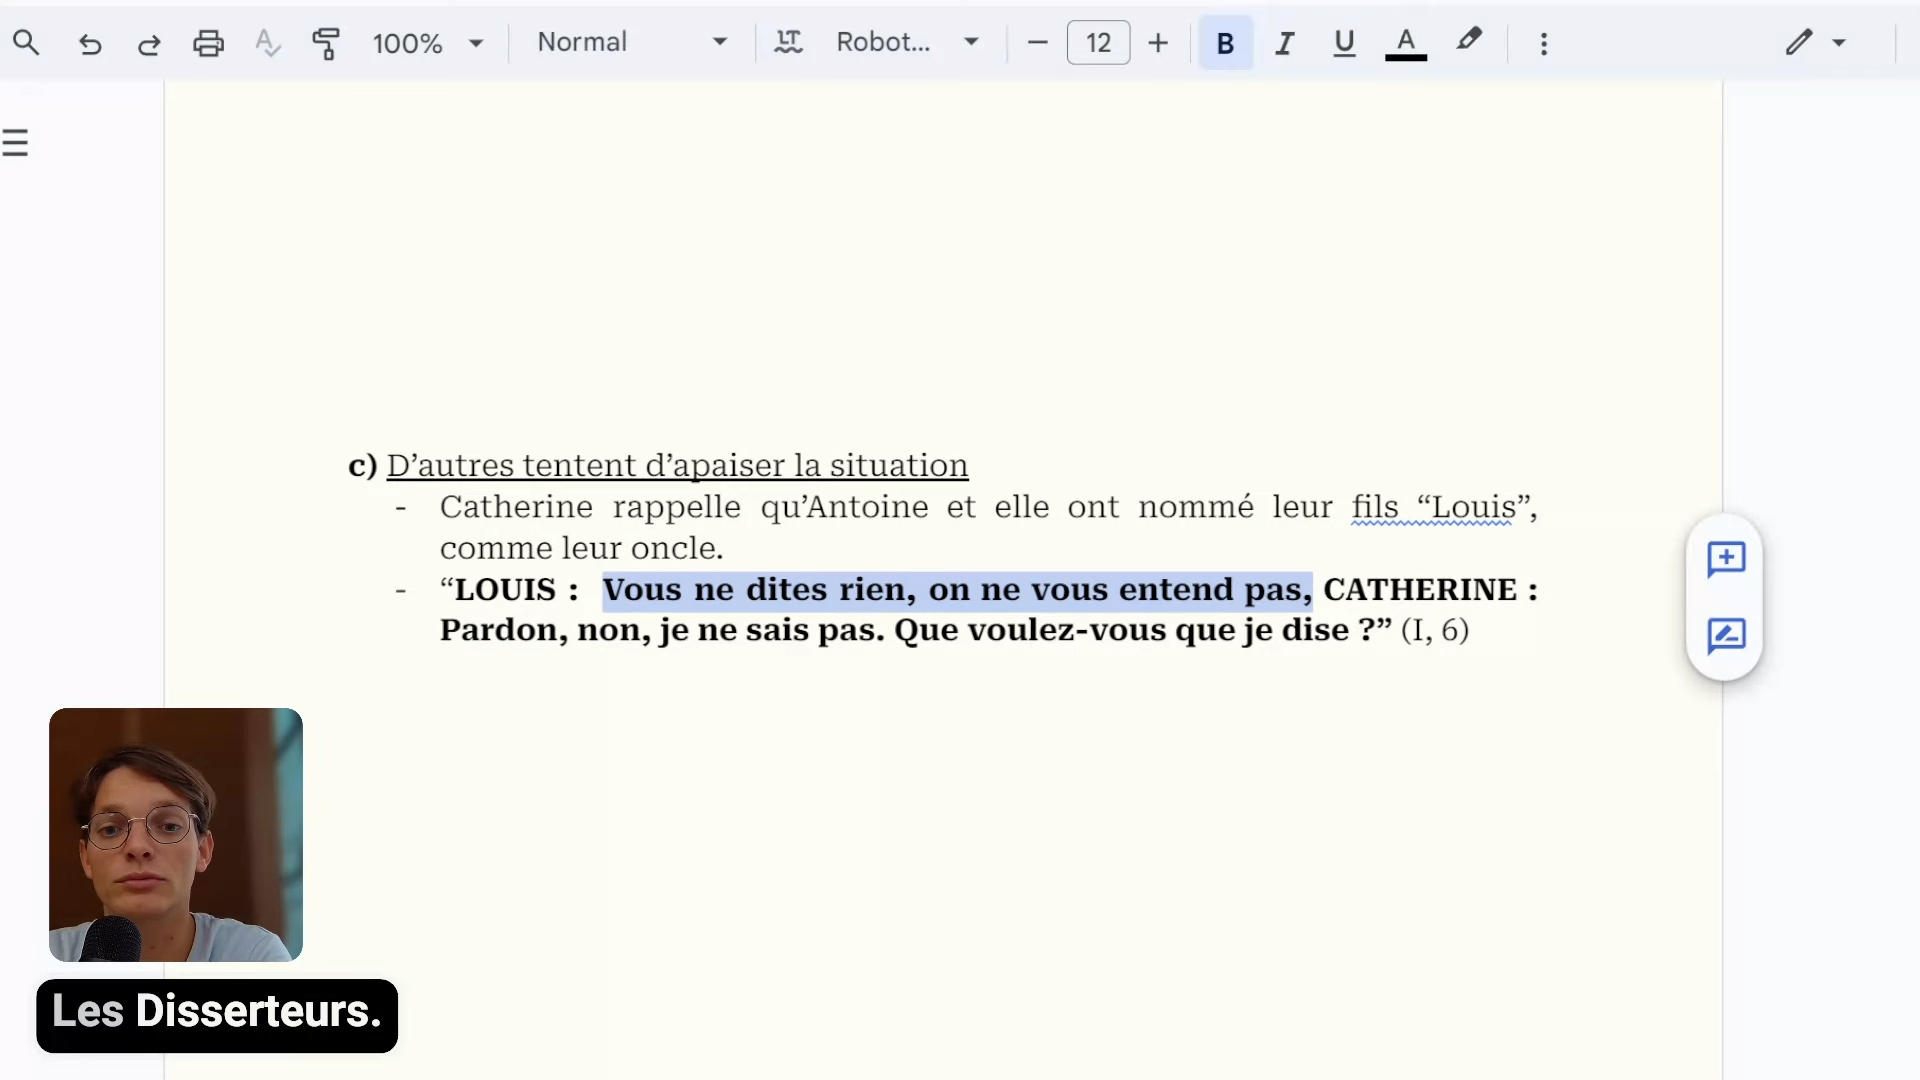 100%
Normal
LT
Robot...
12
B
I
U
A
c) D’autres tentent d’apaiser la situation
- Catherine rappelle qu’Antoine et elle ont nommé leur fils “Louis”,
comme leur oncle.
- “LOUIS : Vous ne dites rien, on ne vous entend pas, CATHERINE :
Pardon, non, je ne sais pas. Que voulez-vous que je dise ?” (I, 6)
Les Disserteurs.